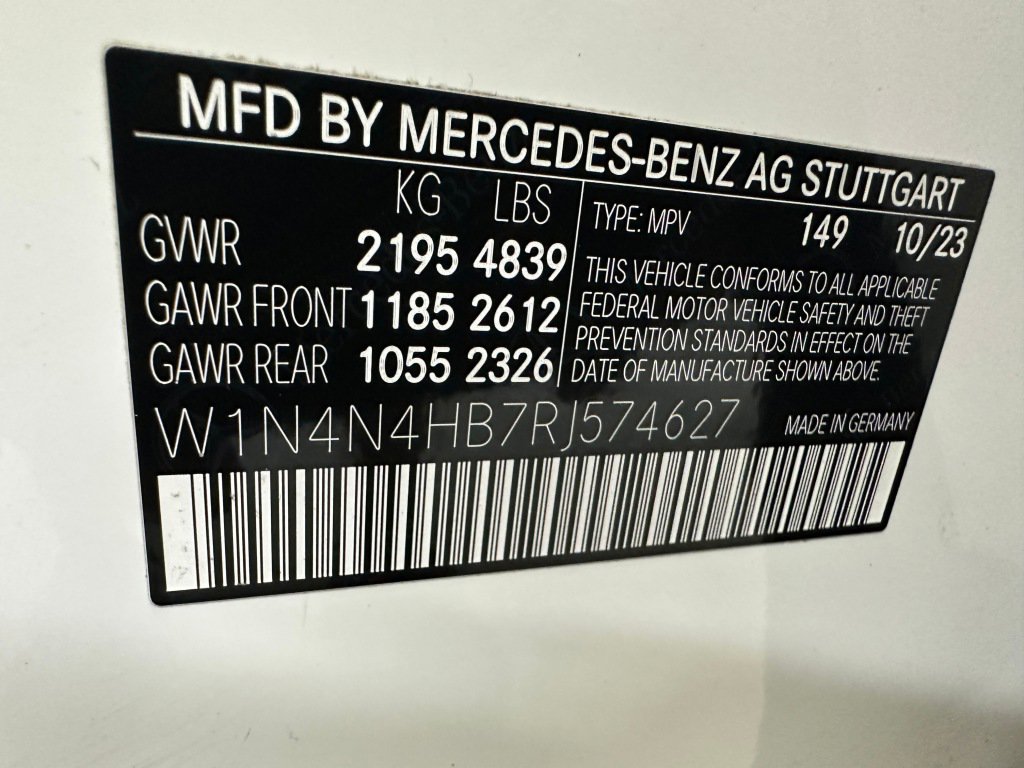 MFD BY MERCEDES-BENZ AG STUTTGART
KG LBS
GVWR 2195 4839
GAWR FRONT 1185 2612
GAWR REAR 1055 2326
TYPE: MPV 149 10/23
THIS VEHICLE CONFORMS TO ALL APPLICABLE
FEDERAL MOTOR VEHICLE SAFETY AND THEFT
PREVENTION STANDARDS IN EFFECT ON THE
DATE OF MANUFACTURE SHOWN ABOVE.
W1N4N4HB7RJ574627 MADE IN GERMANY